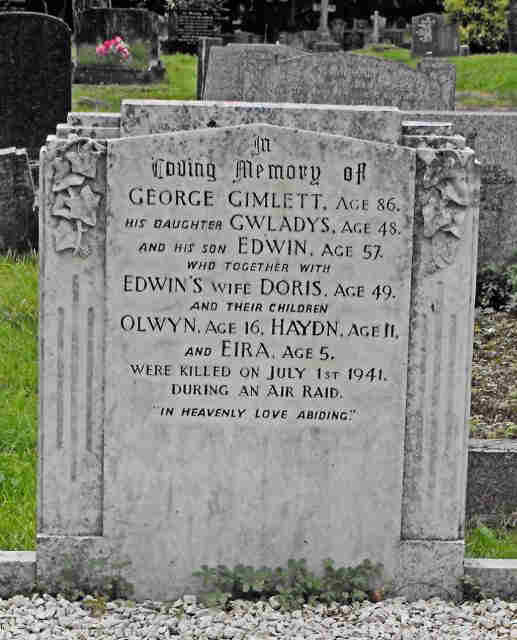 In
Loving Memory of
GEORGE GIMLETT, AGE 86.
HIS DAUGHTER GWLADYS, AGE 48.
AND HIS SON EDWIN, AGE 57.
WHO TOGETHER WITH
EDWIN'S WIFE DORIS, AGE 49.
AND THEIR CHILDREN
OLWYN, AGE 16, HAYDN, AGE 11,
AND EIRA, AGE 5.
WERE KILLED ON JULY 1ST 1941.
DURING AN AIR RAID.
"IN HEAVENLY LOVE ABIDING."